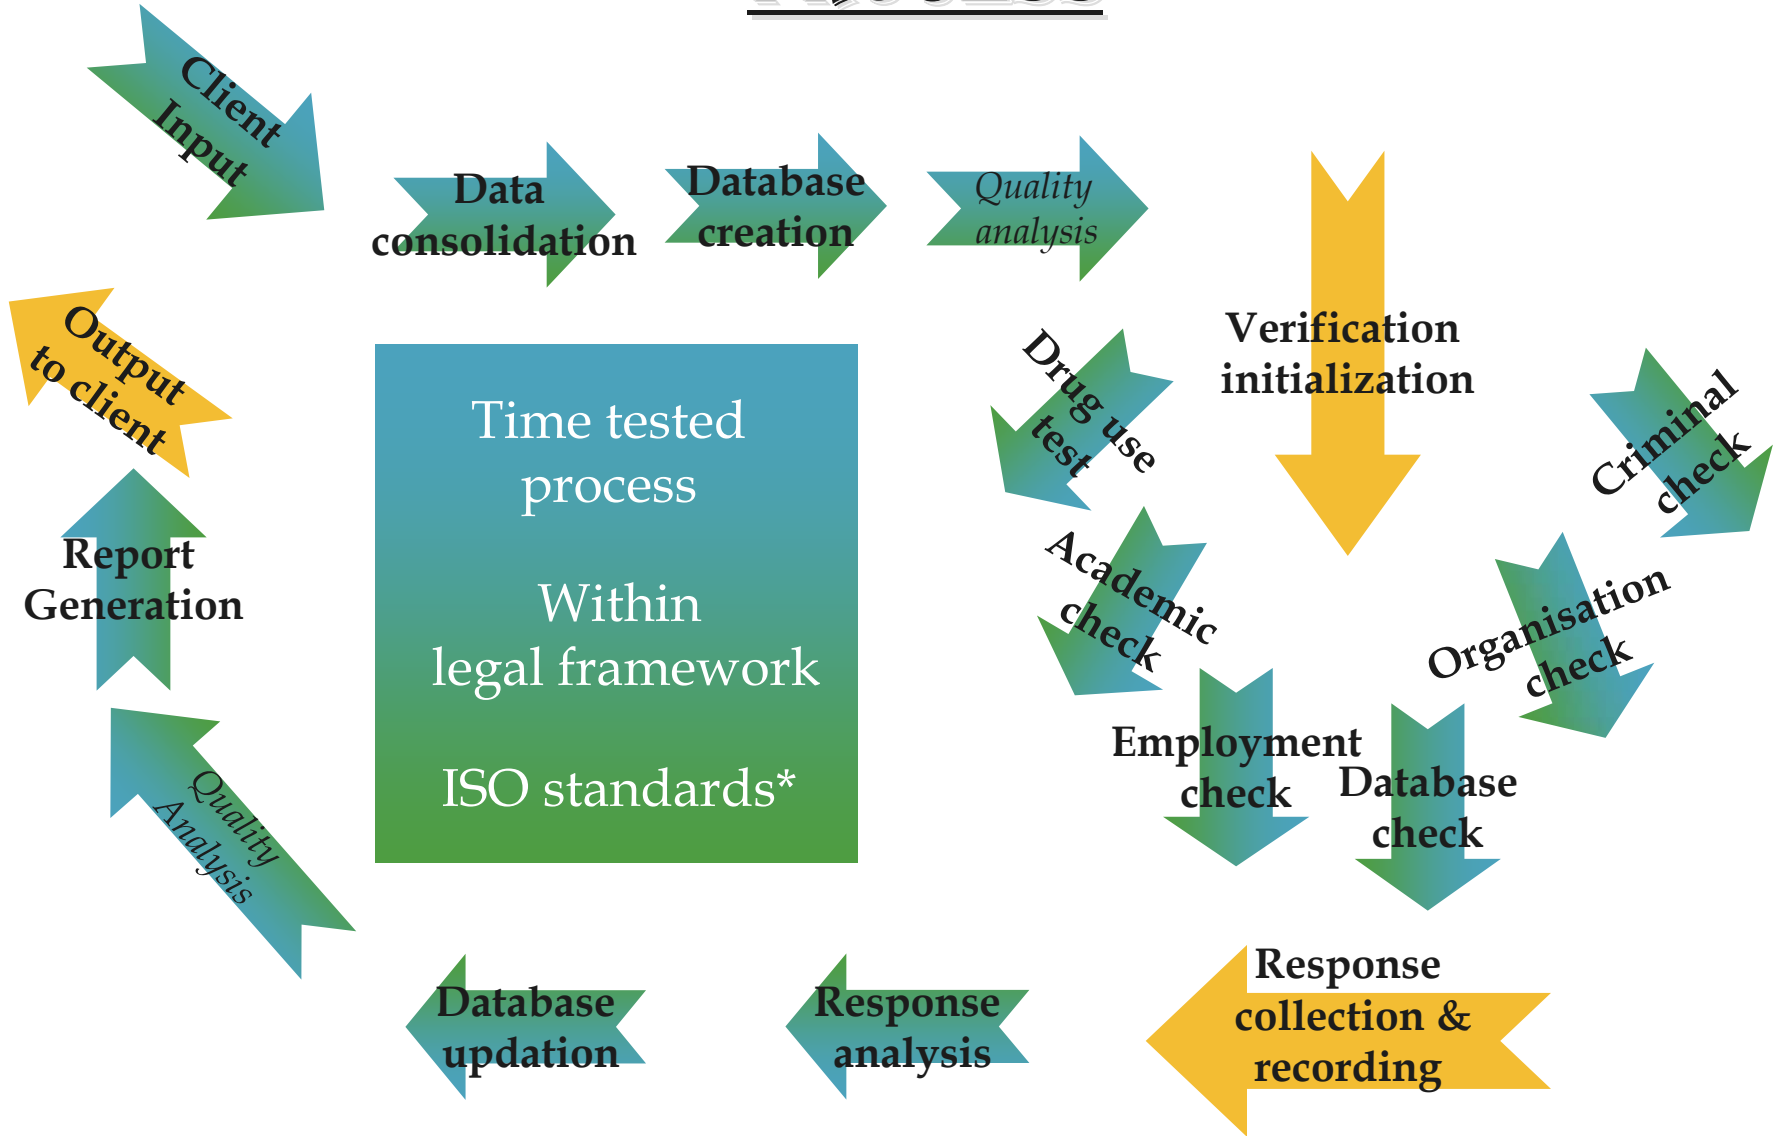 Client
Input
Data
consolidation
Database
creation
Quality
analysis
Verification
initialization
Drug use
test
Academic
check
Employment
check
Database
check
Organisation
check
Criminal
check
Response
collection &
recording
Response
analysis
Database
updation
Quality
Analysis
Report
Generation
Output
to client
Time tested
process
Within
legal framework
ISO standards*